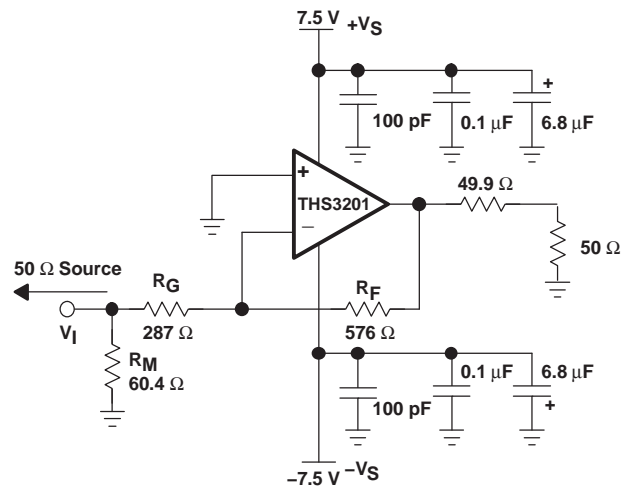 7.5 V
+VS
+
100 pF
0.1 μF
6.8 μF
+
THS3201
−
49.9 Ω
50 Ω
50 Ω Source
RG
RF
VI
287 Ω
576 Ω
RM
60.4 Ω
0.1 μF
6.8 μF
100 pF
+
−7.5 V
−VS